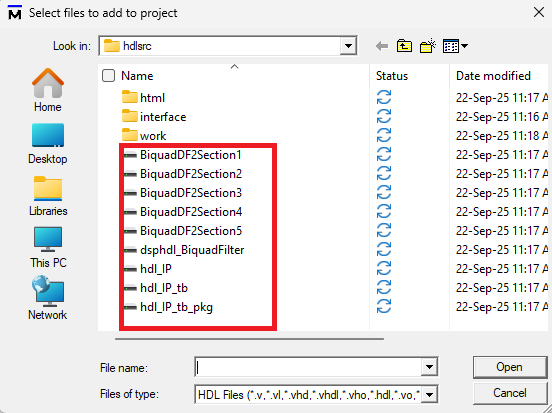 Select files to add to project
Look in: hdlsrc
Name Status Date modified
html 22-Sep-25 11:17 A
interface 22-Sep-25 11:16 A
work 22-Sep-25 11:18 A
BiquadDF2Section1 22-Sep-25 11:17 A
BiquadDF2Section2 22-Sep-25 11:17 A
BiquadDF2Section3 22-Sep-25 11:17 A
BiquadDF2Section4 22-Sep-25 11:17 A
BiquadDF2Section5 22-Sep-25 11:17 A
dsphdl_BiquadFilter 22-Sep-25 11:17 A
hdl_IP 22-Sep-25 11:17 A
hdl_IP_tb 22-Sep-25 11:17 A
hdl_IP_tb_pkg 22-Sep-25 11:17 A
Home
Desktop
Libraries
This PC
Network
File name: Open
Files of type: HDL Files (*.v,*.vl,*.vhd,*.vhdl,*.vho,*.hdl,*.vo,* Cancel